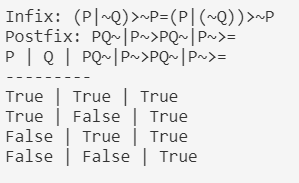 Infix: (P|~Q)>~P=(P|(~Q))>~P
Postfix: PQ~|P~>PQ~|P~>=
P | Q | PQ~|P~>PQ~|P~>=
---------
True | True | True
True | False | True
False | True | True
False | False | True